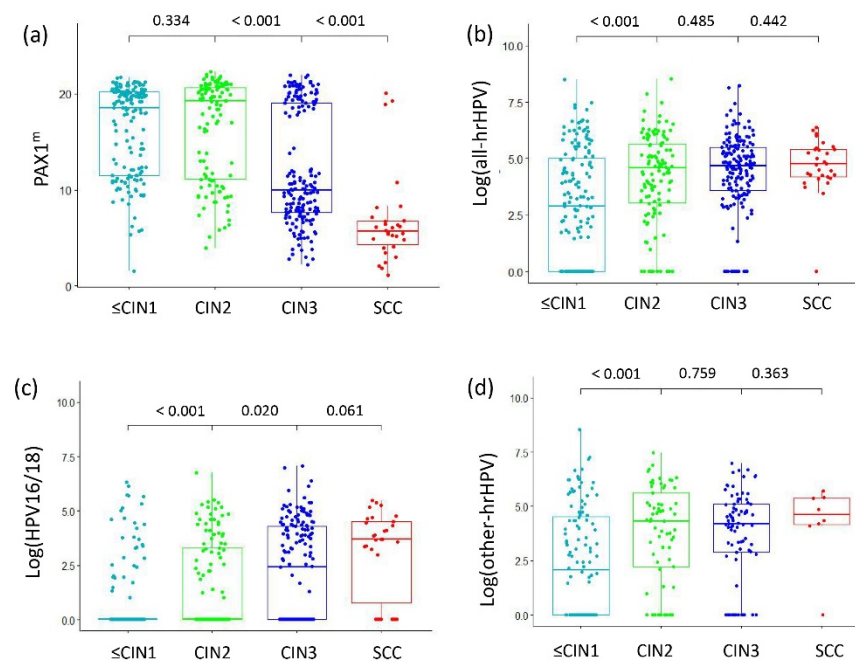 (a)
0.334 < 0.001 < 0.001
PAX1m
20
10
0
≤CIN1 CIN2 CIN3 SCC
(b)
< 0.001 0.485 0.442
Log(all-hrHPV)
10.0
7.5
5.0
2.5
0.0
≤CIN1 CIN2 CIN3 SCC
(c)
< 0.001 0.020 0.061
Log(HPV16/18)
10.0
7.5
5.0
2.5
0.0
≤CIN1 CIN2 CIN3 SCC
(d)
< 0.001 0.759 0.363
Log(other-hrHPV)
10.0
7.5
5.0
2.5
0.0
≤CIN1 CIN2 CIN3 SCC